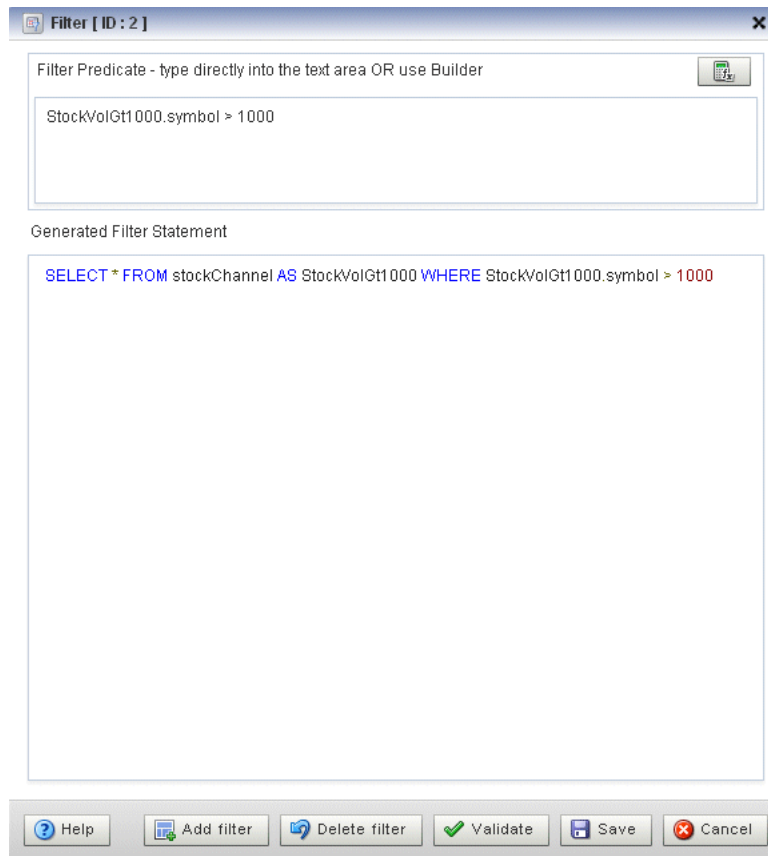 Filter [ ID : 2 ]
Filter Predicate - type directly into the text area OR use Builder
StockVolGt1000.symbol > 1000
Generated Filter Statement
SELECT * FROM stockChannel AS StockVolGt1000 WHERE StockVolGt1000.symbol > 1000
Help Add filter Delete filter Validate Save Cancel